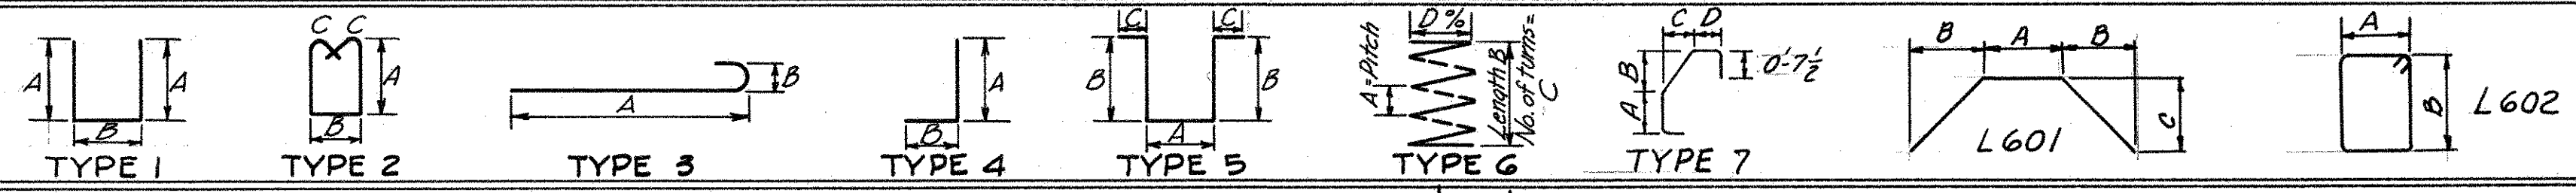 A A
B
TYPE 1
C C
A
B
TYPE 2
B
A
TYPE 3
A
B
TYPE 4
C C
B B
A
TYPE 5
D%
A=Pitch
Length B
No. of turns=
C
TYPE 6
C D
B
A
0'-7½
TYPE 7
B A B
C
L601
A
B
L602